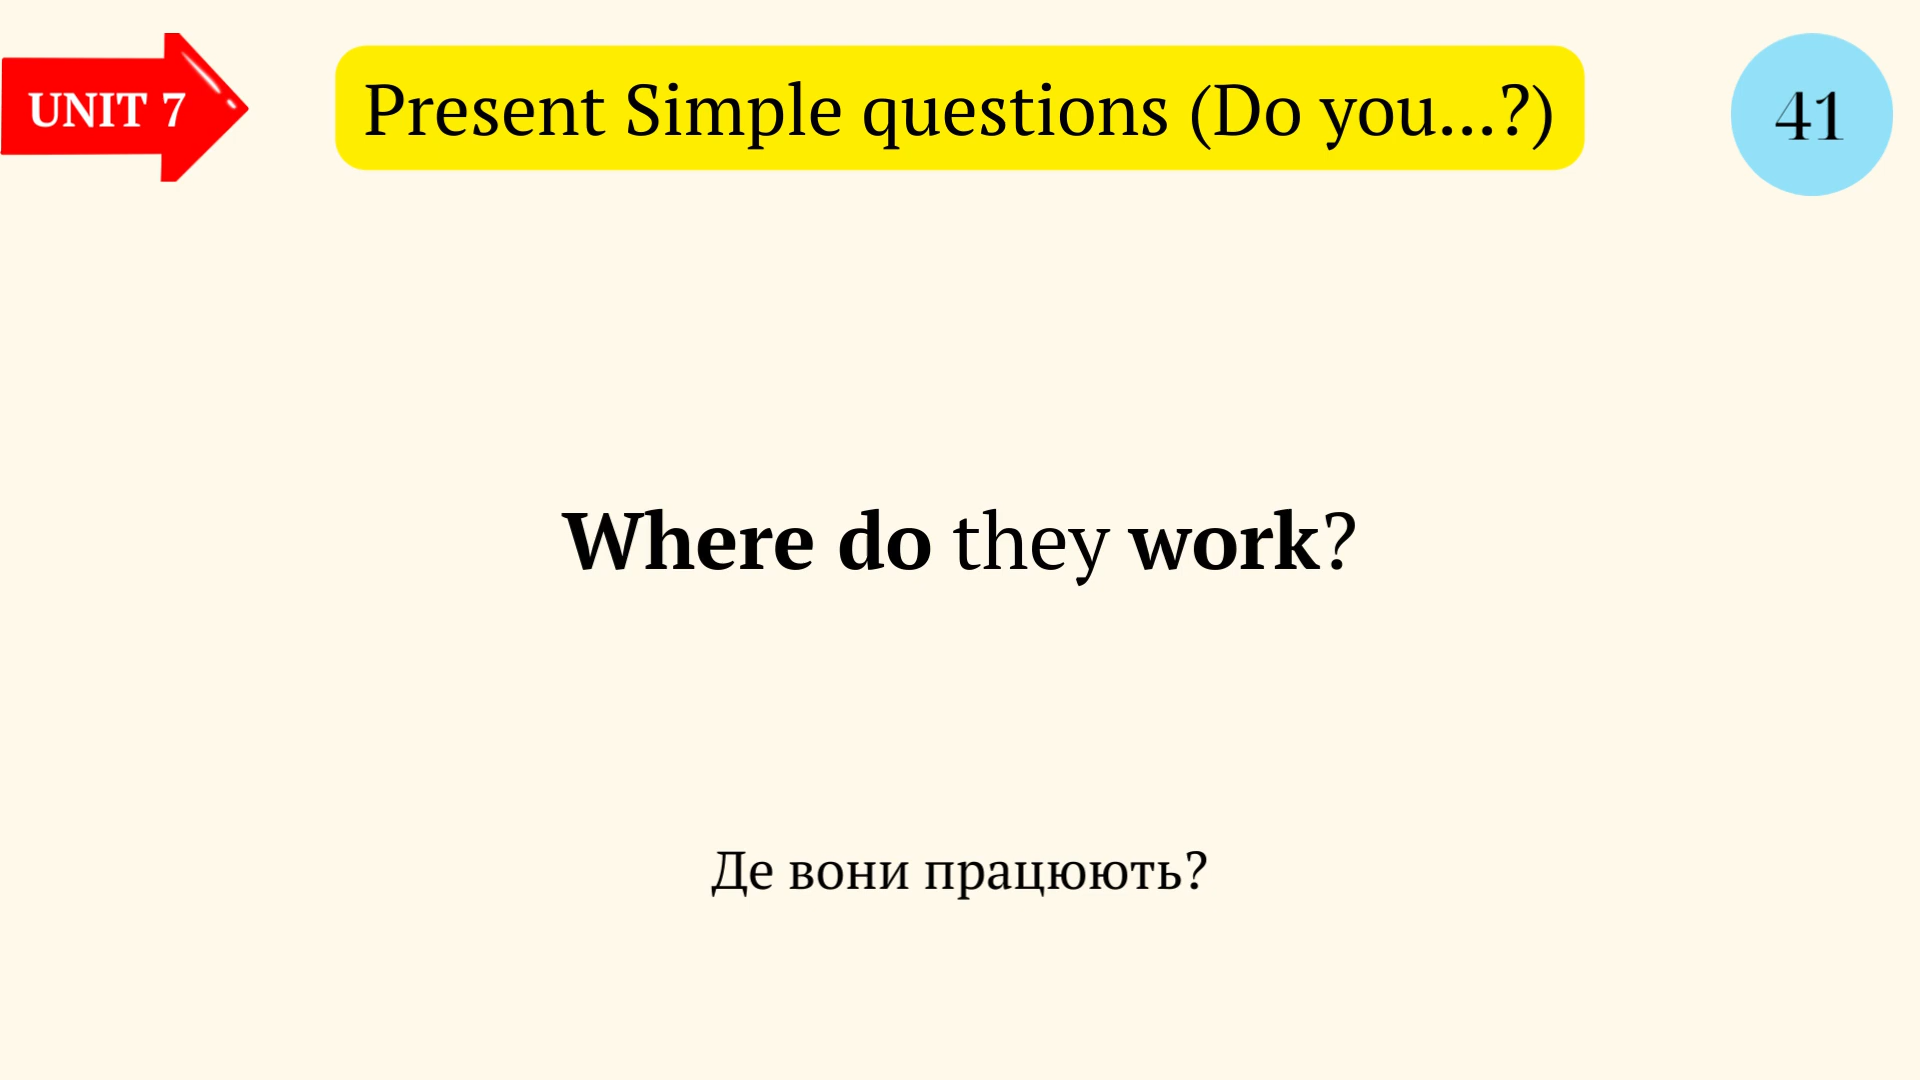 UNIT 7
Present Simple questions (Do you...?)
41
Where do they work?
Де вони працюють?